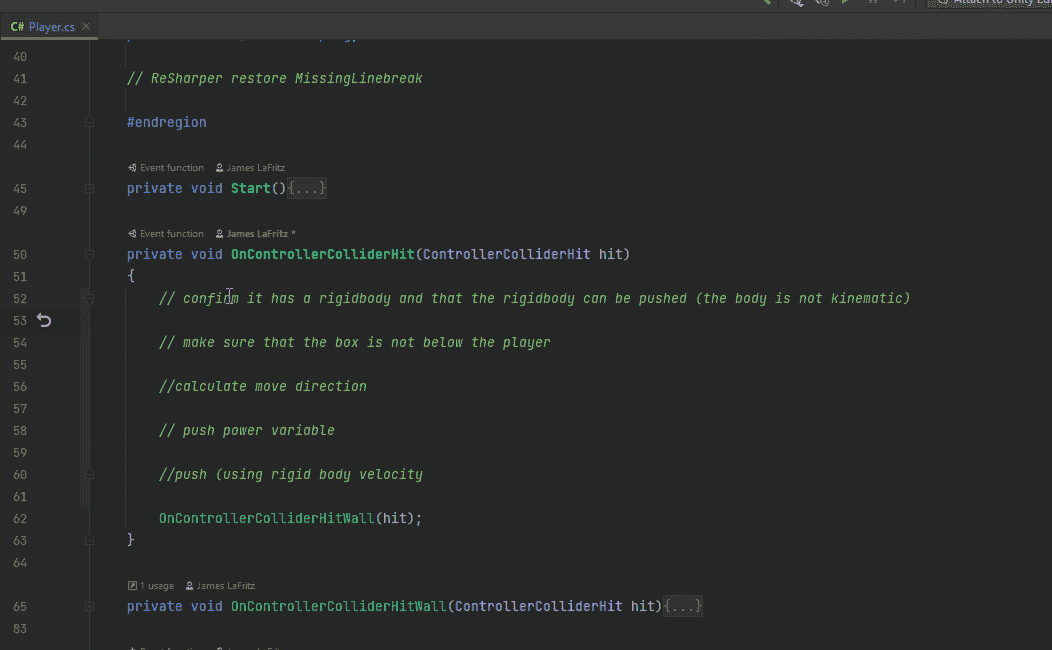 Attach to Unity Edi
C# Player.cs ×
40
41 // ReSharper restore MissingLinebreak
42
43 #endregion
44
Event function James LaFritz
45 private void Start(){...}
49
Event function James LaFritz *
50 private void OnControllerColliderHit(ControllerColliderHit hit)
51 {
52 // confirm it has a rigidbody and that the rigidbody can be pushed (the body is not kinematic)
53
54 // make sure that the box is not below the player
55
56 //calculate move direction
57
58 // push power variable
59
60 //push (using rigid body velocity
61
62 OnControllerColliderHitWall(hit);
63 }
64
1 usage James LaFritz
65 private void OnControllerColliderHitWall(ControllerColliderHit hit){...}
83